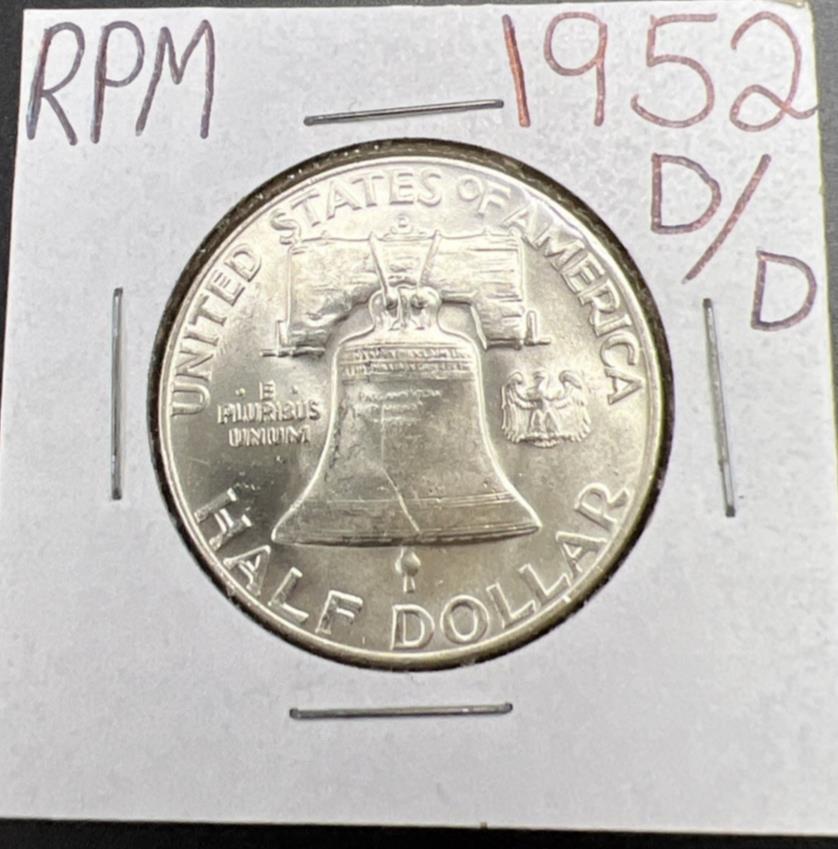 RPM
1952
D/D
UNITED STATES OF AMERICA
D
E
PLURIBUS
UNUM
HALF DOLLAR